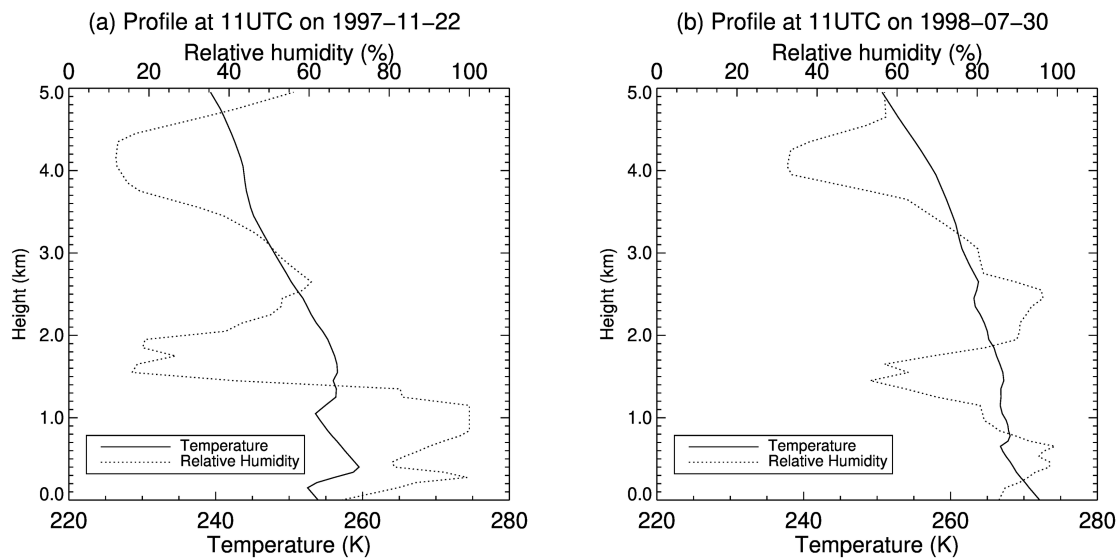 (a) Profile at 11UTC on 1997−11−22
Relative humidity (%)
0 20 40 60 80 100
5.0
4.0
3.0
2.0
1.0
0.0
Height (km)
Temperature
Relative Humidity
220 240 260 280
Temperature (K)
(b) Profile at 11UTC on 1998−07−30
Relative humidity (%)
0 20 40 60 80 100
5.0
4.0
3.0
2.0
1.0
0.0
Height (km)
Temperature
Relative Humidity
220 240 260 280
Temperature (K)